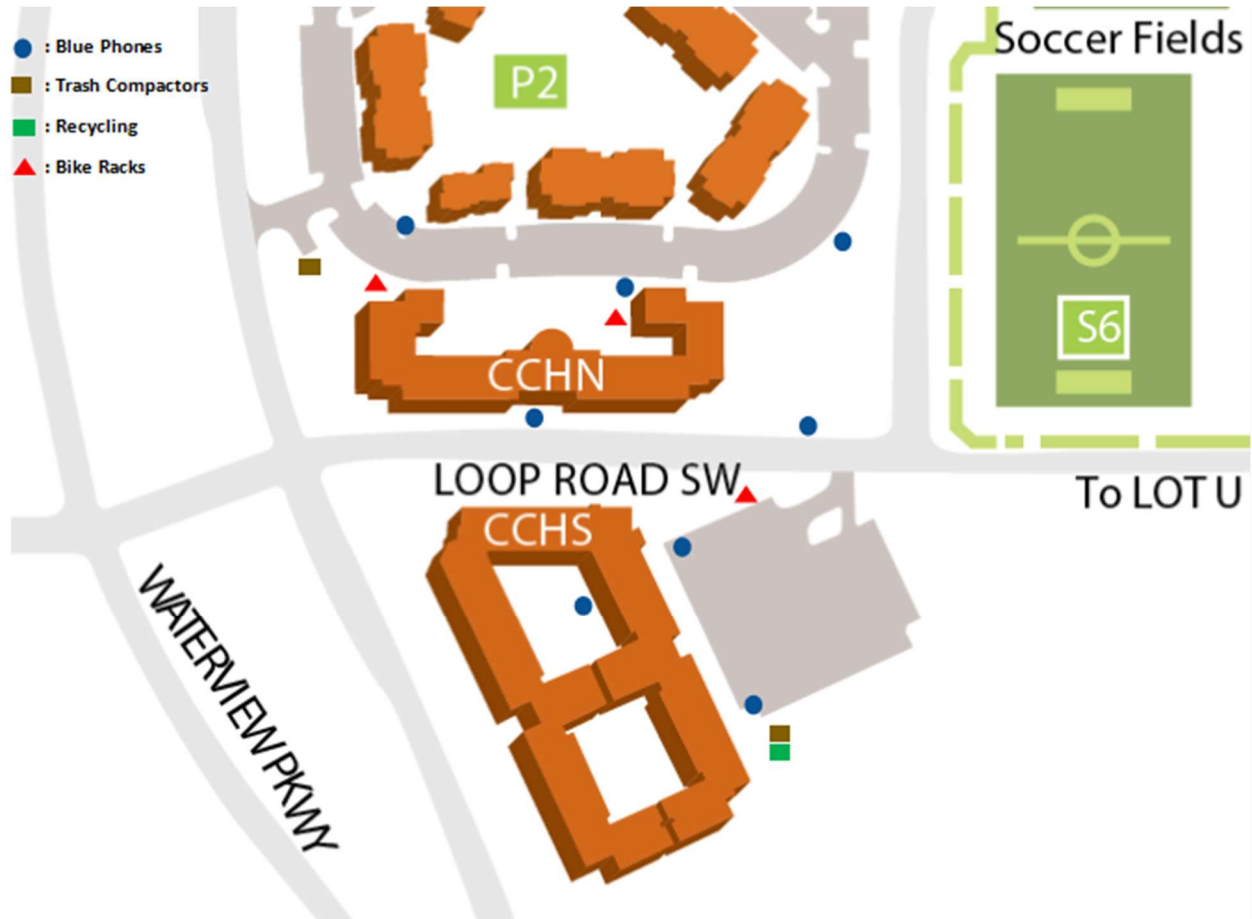 : Blue Phones
: Trash Compactors
: Recycling
: Bike Racks
P2
Soccer Fields
S6
CCHN
LOOP ROAD SW
To LOT U
CCHS
WATERVIEW PKWY